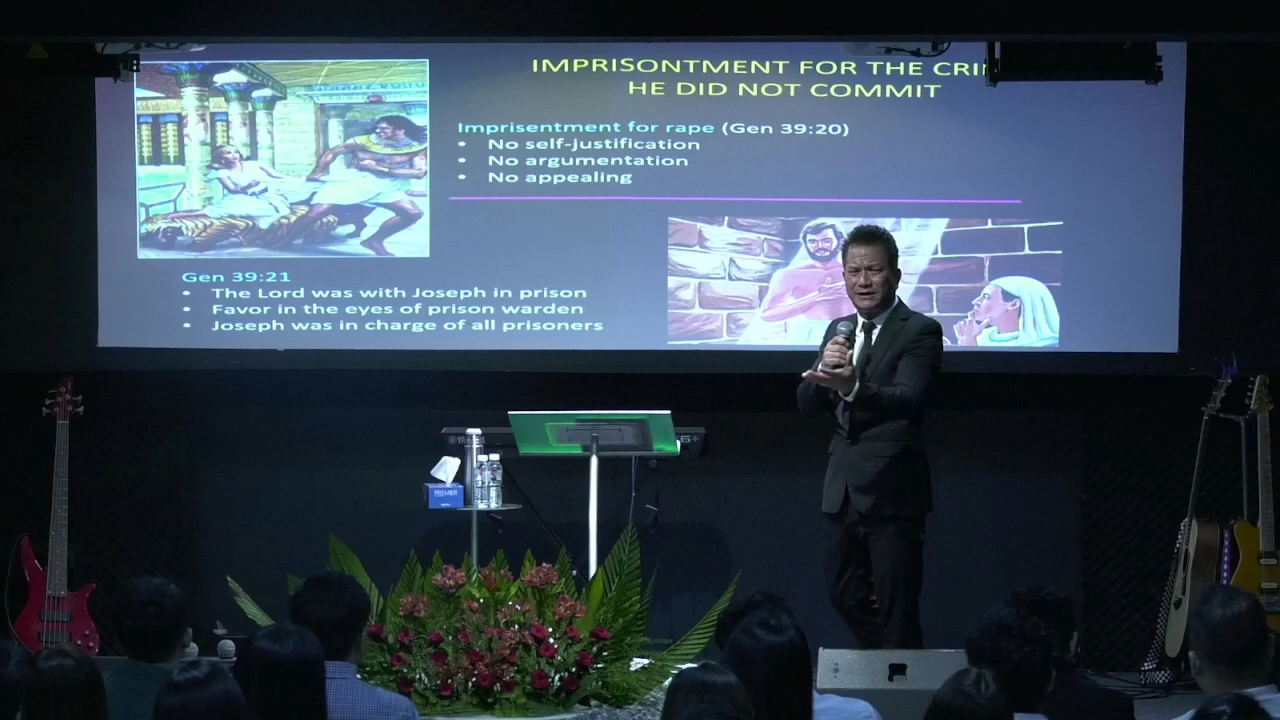 IMPRISONTMENT FOR THE CRI
HE DID NOT COMMIT
Imprisentment for rape (Gen 39:20)
• No self-justification
• No argumentation
• No appealing
Gen 39:21
• The Lord was with Joseph in prison
• Favor in the eyes of prison warden
• Joseph was in charge of all prisoners
PREMIER